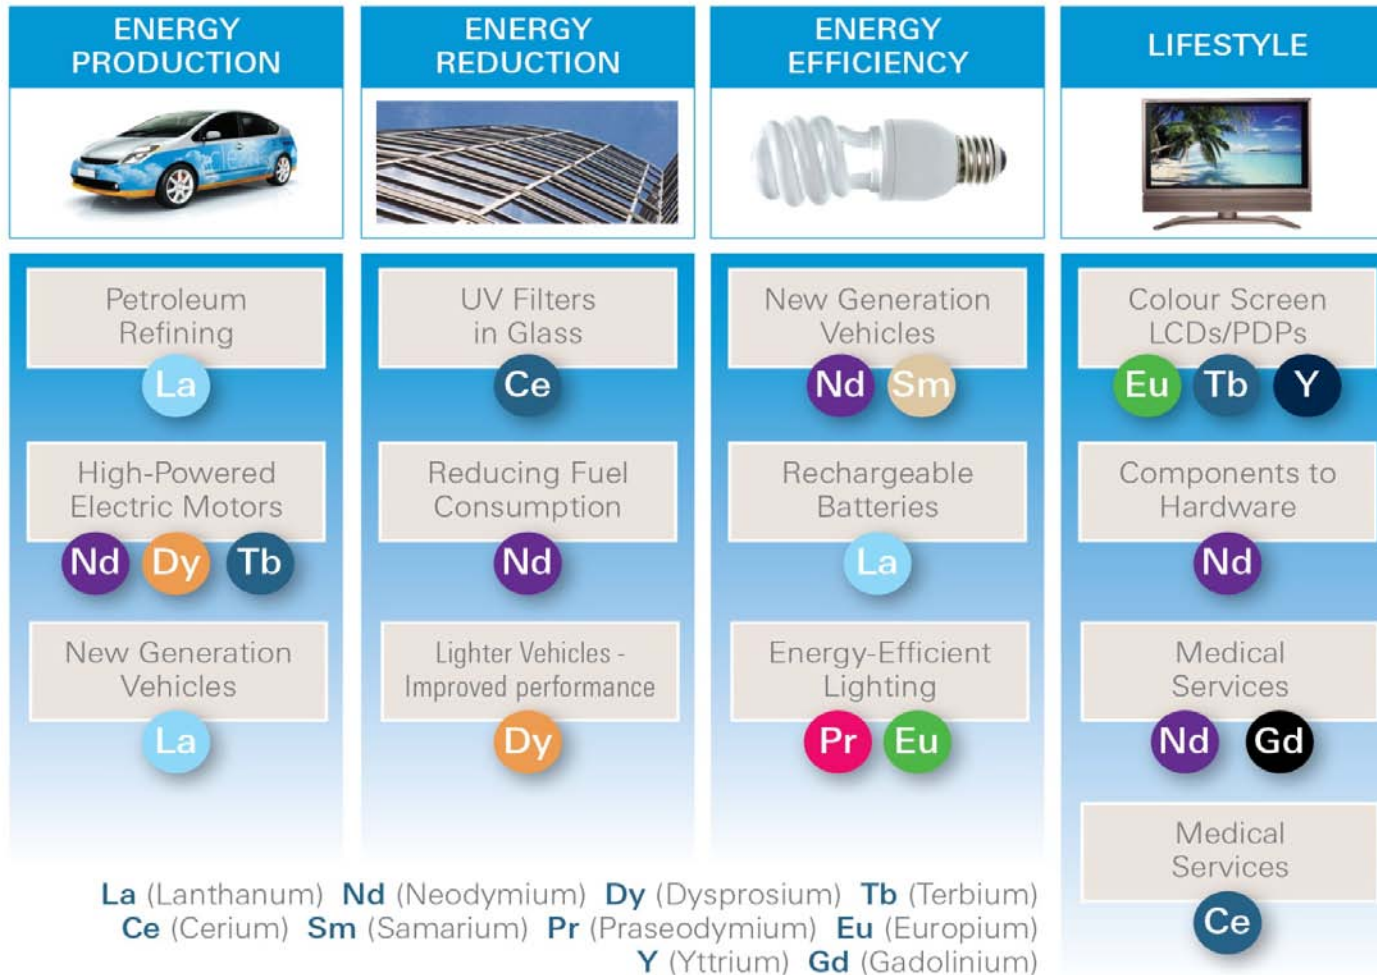 ENERGY
PRODUCTION
ENERGY
REDUCTION
ENERGY
EFFICIENCY
LIFESTYLE
Petroleum
Refining
La
High-Powered
Electric Motors
Nd Dy Tb
New Generation
Vehicles
La
UV Filters
in Glass
Ce
Reducing Fuel
Consumption
Nd
Lighter Vehicles -
Improved performance
Dy
New Generation
Vehicles
Nd Sm
Rechargeable
Batteries
La
Energy-Efficient
Lighting
Pr Eu
Colour Screen
LCDs/PDPs
Eu Tb Y
Components to
Hardware
Nd
Medical
Services
Nd Gd
Medical
Services
Ce
La (Lanthanum) Nd (Neodymium) Dy (Dysprosium) Tb (Terbium)
Ce (Cerium) Sm (Samarium) Pr (Praseodymium) Eu (Europium)
Y (Yttrium) Gd (Gadolinium)